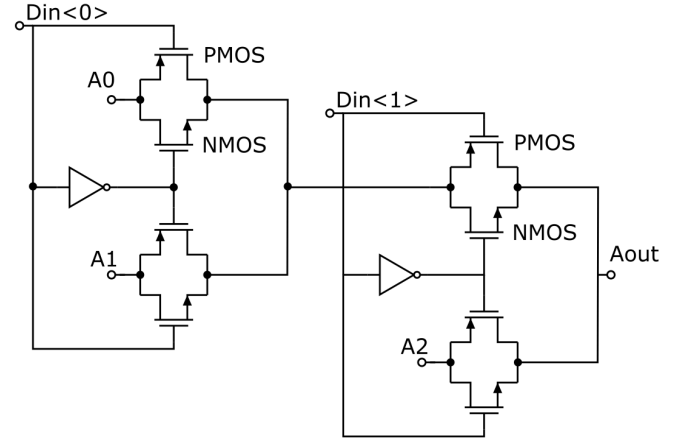 Din<0>
PMOS
A0
NMOS
A1
Din<1>
PMOS
NMOS
Aout
A2